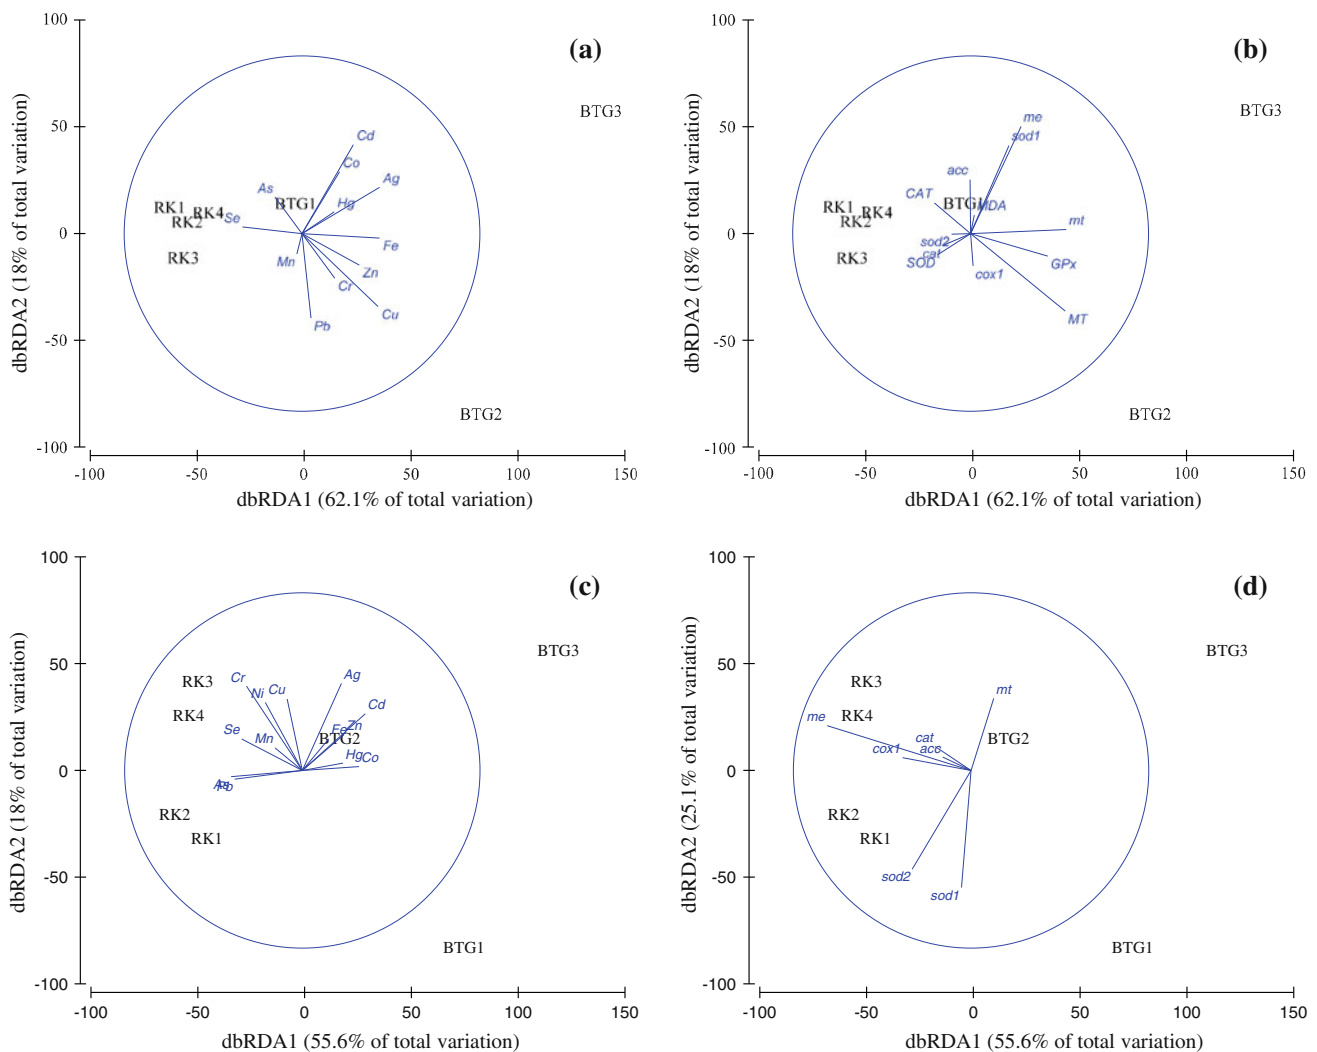 100
(a)
BTG3
50
Cd
Co
Ag
As
BTG1
Hg
RK1
RK4
RK2
Se
0
Fe
RK3
Mn
Zn
Cr
Cu
Pb
-50
BTG2
-100
-100 -50 0 50 100 150
dbRDA1 (62.1% of total variation)
dbRDA2 (18% of total variation)
100
(b)
BTG3
me
50
sod1
acc
CAT
BTG1
MDA
RK1
RK4
RK2
mt
0
sod2
cat
SOD
RK3
GPx
cox1
MT
-50
BTG2
-100
-100 -50 0 50 100 150
dbRDA1 (62.1% of total variation)
dbRDA2 (18% of total variation)
100
(c)
BTG3
50
Cr
RK3
Ni
Cu
Ag
Cd
RK4
Se
Mn
Fe
Zn
BTG2
Hg
Co
0
As
Pb
RK2
RK1
-50
BTG1
-100
-100 -50 0 50 100 150
dbRDA1 (55.6% of total variation)
dbRDA2 (18% of total variation)
100
(d)
BTG3
50
RK3
mt
me
RK4
cat
BTG2
cox1
acc
0
RK2
RK1
-50
sod2
sod1
BTG1
-100
-100 -50 0 50 100 150
dbRDA1 (55.6% of total variation)
dbRDA2 (25.1% of total variation)